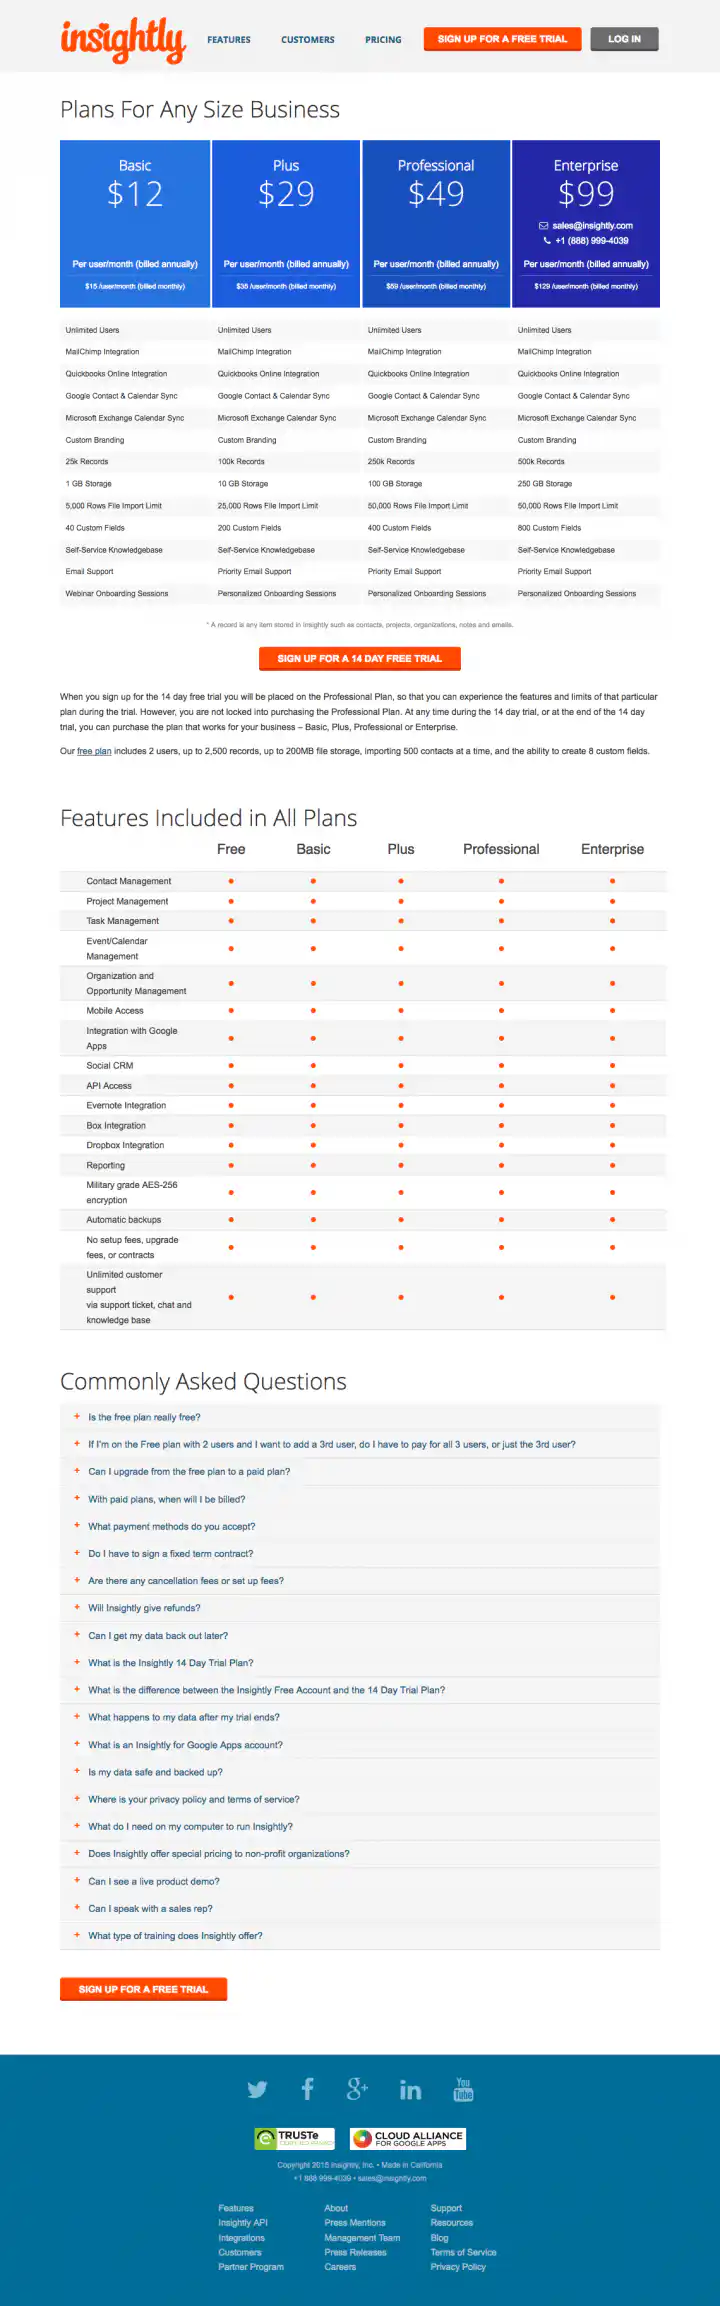 insightly
FEATURES
CUSTOMERS
PRICING
SIGN UP FOR A FREE TRIAL
LOG IN
Plans For Any Size Business
Basic
$12
Per user/month (billed annually)
$15 /user/month (billed monthly)
Plus
$29
Per user/month (billed annually)
$35 /user/month (billed monthly)
Professional
$49
Per user/month (billed annually)
$59 /user/month (billed monthly)
Enterprise
$99
sales@insightly.com
+1 (888) 999-4039
Per user/month (billed annually)
$129 /user/month (billed monthly)
Unlimited Users Unlimited Users Unlimited Users Unlimited Users
MailChimp Integration MailChimp Integration MailChimp Integration MailChimp Integration
Quickbooks Online Integration Quickbooks Online Integration Quickbooks Online Integration Quickbooks Online Integration
Google Contact & Calendar Sync Google Contact & Calendar Sync Google Contact & Calendar Sync Google Contact & Calendar Sync
Microsoft Exchange Calendar Sync Microsoft Exchange Calendar Sync Microsoft Exchange Calendar Sync Microsoft Exchange Calendar Sync
Custom Branding Custom Branding Custom Branding Custom Branding
25k Records 100k Records 250k Records 500k Records
1 GB Storage 10 GB Storage 100 GB Storage 250 GB Storage
5,000 Rows File Import Limit 25,000 Rows File Import Limit 50,000 Rows File Import Limit 50,000 Rows File Import Limit
40 Custom Fields 200 Custom Fields 400 Custom Fields 800 Custom Fields
Self-Service Knowledgebase Self-Service Knowledgebase Self-Service Knowledgebase Self-Service Knowledgebase
Email Support Priority Email Support Priority Email Support Priority Email Support
Webinar Onboarding Sessions Personalized Onboarding Sessions Personalized Onboarding Sessions Personalized Onboarding Sessions
* A record is any item stored in Insightly such as contacts, projects, organizations, notes and emails.
SIGN UP FOR A 14 DAY FREE TRIAL
When you sign up for the 14 day free trial you will be placed on the Professional Plan, so that you can experience the features and limits of that particular
plan during the trial. However, you are not locked into purchasing the Professional Plan. At any time during the 14 day trial, or at the end of the 14 day
trial, you can purchase the plan that works for your business – Basic, Plus, Professional or Enterprise.
Our free plan includes 2 users, up to 2,500 records, up to 200MB file storage, importing 500 contacts at a time, and the ability to create 8 custom fields.
Features Included in All Plans
Free Basic Plus Professional Enterprise
Contact Management
Project Management
Task Management
Event/Calendar
Management
Organization and
Opportunity Management
Mobile Access
Integration with Google
Apps
Social CRM
API Access
Evernote Integration
Box Integration
Dropbox Integration
Reporting
Military grade AES-256
encryption
Automatic backups
No setup fees, upgrade
fees, or contracts
Unlimited customer
support
via support ticket, chat and
knowledge base
Commonly Asked Questions
+ Is the free plan really free?
+ If I'm on the Free plan with 2 users and I want to add a 3rd user, do I have to pay for all 3 users, or just the 3rd user?
+ Can I upgrade from the free plan to a paid plan?
+ With paid plans, when will I be billed?
+ What payment methods do you accept?
+ Do I have to sign a fixed term contract?
+ Are there any cancellation fees or set up fees?
+ Will Insightly give refunds?
+ Can I get my data back out later?
+ What is the Insightly 14 Day Trial Plan?
+ What is the difference between the Insightly Free Account and the 14 Day Trial Plan?
+ What happens to my data after my trial ends?
+ What is an Insightly for Google Apps account?
+ Is my data safe and backed up?
+ Where is your privacy policy and terms of service?
+ What do I need on my computer to run Insightly?
+ Does Insightly offer special pricing to non-profit organizations?
+ Can I see a live product demo?
+ Can I speak with a sales rep?
+ What type of training does Insightly offer?
SIGN UP FOR A FREE TRIAL
You Tube
TRUSTe
CERTIFIED PRIVACY
CLOUD ALLIANCE
FOR GOOGLE APPS
Copyright 2015 Insightly, Inc. • Made in California
+1 888 999-4039 • sales@insightly.com
Features About Support
Insightly API Press Mentions Resources
Integrations Management Team Blog
Customers Press Releases Terms of Service
Partner Program Careers Privacy Policy